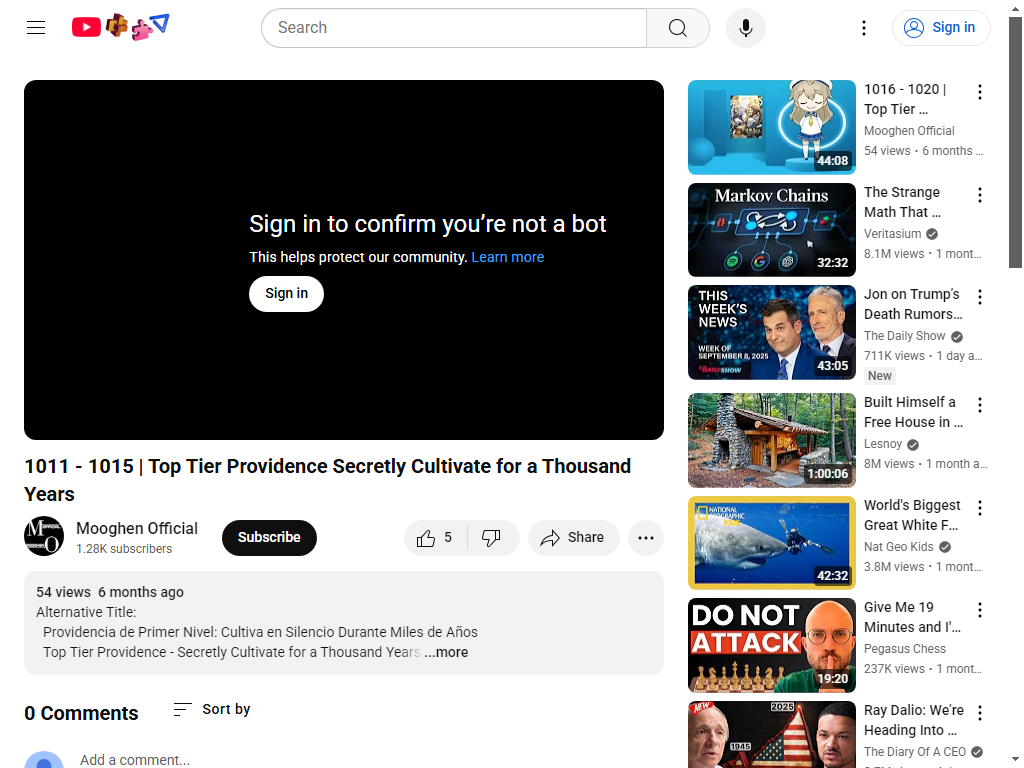 Search
Sign in
Sign in to confirm you’re not a bot
This helps protect our community. Learn more
Sign in
1011 - 1015 | Top Tier Providence Secretly Cultivate for a Thousand
Years
Mooghen Official
1.28K subscribers
Subscribe
5
Share
54 views 6 months ago
Alternative Title:
Providencia de Primer Nivel: Cultiva en Silencio Durante Miles de Años
Top Tier Providence - Secretly Cultivate for a Thousand Years ...more
0 Comments
Sort by
Add a comment...
44:08
1016 - 1020 |
Top Tier ...
Mooghen Official
54 views • 6 months ...
Markov Chains
32:32
The Strange
Math That ...
Veritasium
8.1M views • 1 mont...
THIS
WEEK'S
NEWS
WEEK OF
SEPTEMBER 8, 2025
43:05
Jon on Trump’s
Death Rumors...
The Daily Show
711K views • 1 day a...
New
1:00:06
Built Himself a
Free House in ...
Lesnoy
8M views • 1 month a...
NATIONAL
GEOGRAPHIC
KIDS
42:32
World's Biggest
Great White F...
Nat Geo Kids
3.8M views • 1 mont...
DO NOT
ATTACK
19:20
Give Me 19
Minutes and I'...
Pegasus Chess
237K views • 1 mont...
NEW
2025
1945
Ray Dalio: We’re
Heading Into ...
The Diary Of A CEO